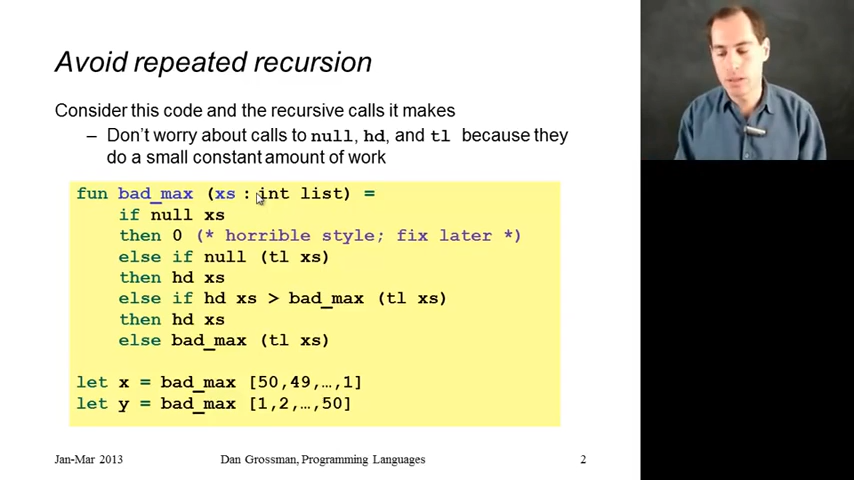 Avoid repeated recursion
Consider this code and the recursive calls it makes
– Don't worry about calls to null, hd, and tl because they
do a small constant amount of work
fun bad_max (xs : int list) =
if null xs
then 0 (* horrible style; fix later *)
else if null (tl xs)
then hd xs
else if hd xs > bad_max (tl xs)
then hd xs
else bad_max (tl xs)
let x = bad_max [50,49,…,1]
let y = bad_max [1,2,…,50]
Jan-Mar 2013
Dan Grossman, Programming Languages
2